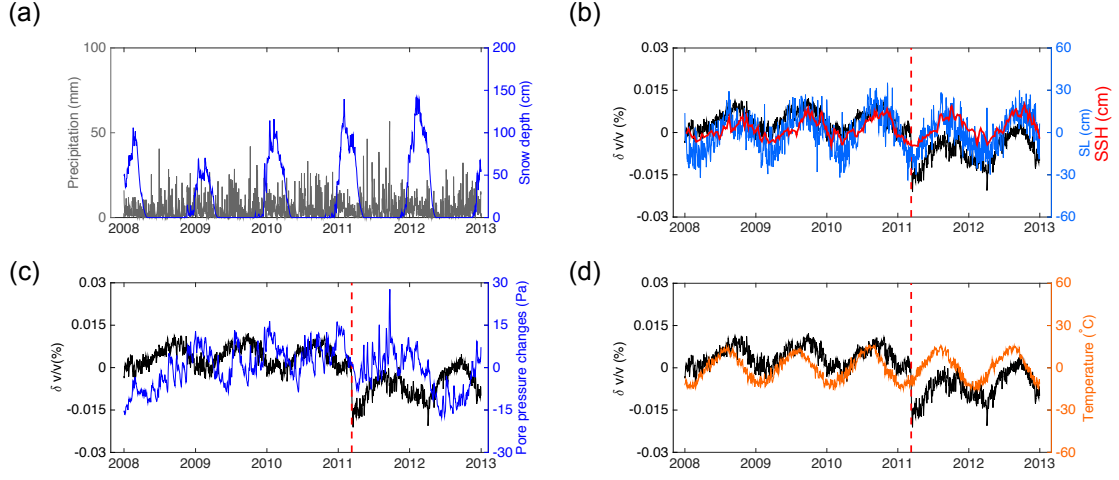 (a)
100
50
0
Precipitation (mm)
200
150
100
50
0
Snow depth (cm)
2008 2009 2010 2011 2012 2013
(b)
0.03
0.015
0
-0.015
-0.03
δ v/v (%)
60
30
0
-30
-60
SL (cm)
SSH (cm)
2008 2009 2010 2011 2012 2013
(c)
0.03
0.015
0
-0.015
-0.03
δ v/v(%)
30
15
0
-15
-30
Pore pressure changes (Pa)
2008 2009 2010 2011 2012 2013
(d)
0.03
0.015
0
-0.015
-0.03
δ v/v (%)
60
30
0
-30
-60
Temperature (°C)
2008 2009 2010 2011 2012 2013